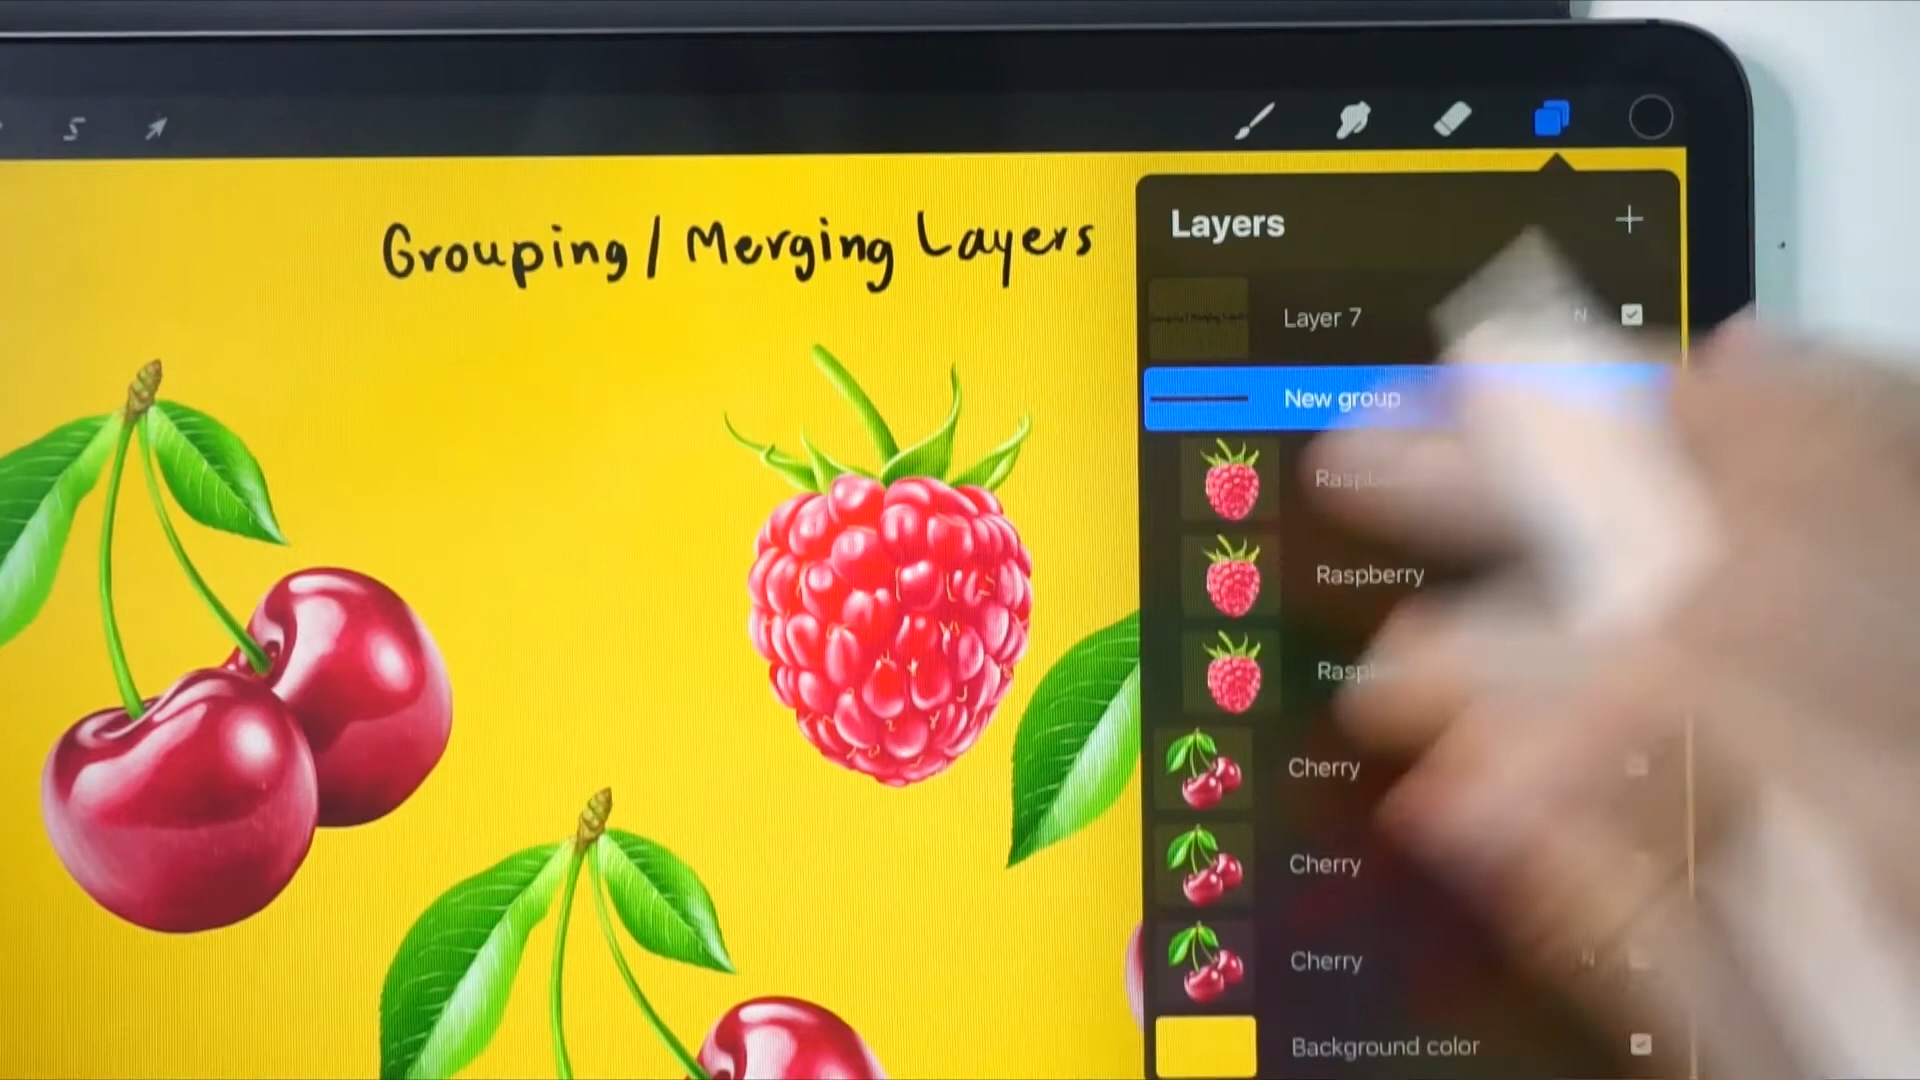 Grouping / Merging Layers
Layers
Layer 7
N
New group
Raspberry
Cherry
Cherry
Cherry
N
Background color